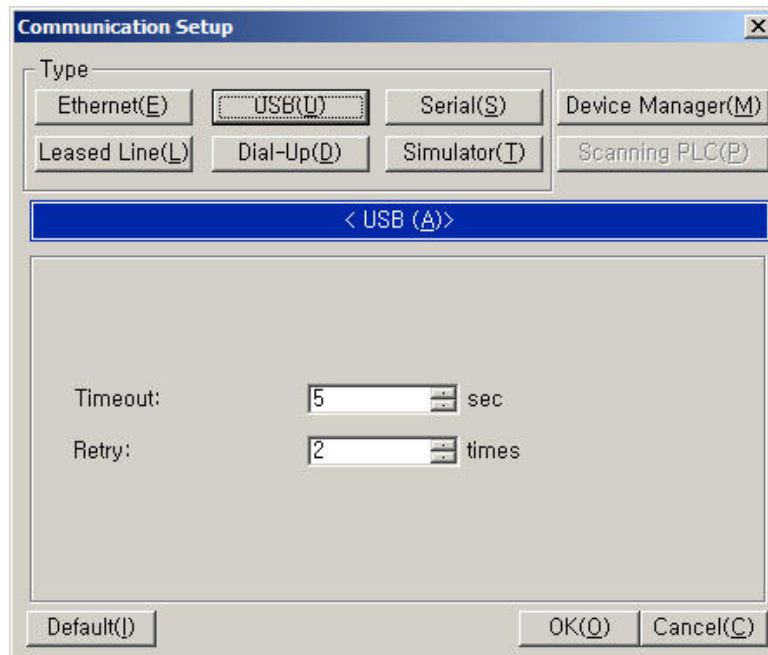 Communication Setup
Type
Ethernet(E) USB(U) Serial(S) Device Manager(M)
Leased Line(L) Dial-Up(D) Simulator(T) Scanning PLC(P)
< USB (A)>
Timeout: 5 sec
Retry: 2 times
Default(I) OK(O) Cancel(C)